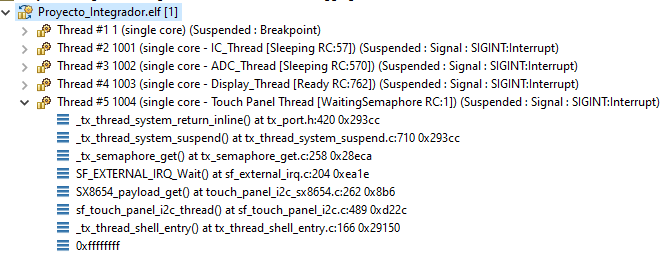 Proyecto_Integrador.elf [1]
Thread #1 1 (single core) (Suspended : Breakpoint)
Thread #2 1001 (single core - IC_Thread [Sleeping RC:57]) (Suspended : Signal : SIGINT:Interrupt)
Thread #3 1002 (single core - ADC_Thread [Sleeping RC:570]) (Suspended : Signal : SIGINT:Interrupt)
Thread #4 1003 (single core - Display_Thread [Ready RC:762]) (Suspended : Signal : SIGINT:Interrupt)
Thread #5 1004 (single core - Touch Panel Thread [WaitingSemaphore RC:1]) (Suspended : Signal : SIGINT:Interrupt)
_tx_thread_system_return_inline() at tx_port.h:420 0x293cc
_tx_thread_system_suspend() at tx_thread_system_suspend.c:710 0x293cc
_tx_semaphore_get() at tx_semaphore_get.c:258 0x28eca
SF_EXTERNAL_IRQ_Wait() at sf_external_irq.c:204 0xea1e
SX8654_payload_get() at touch_panel_i2c_sx8654.c:262 0x8b6
sf_touch_panel_i2c_thread() at sf_touch_panel_i2c.c:489 0xd22c
_tx_thread_shell_entry() at tx_thread_shell_entry.c:166 0x29150
0xffffffff